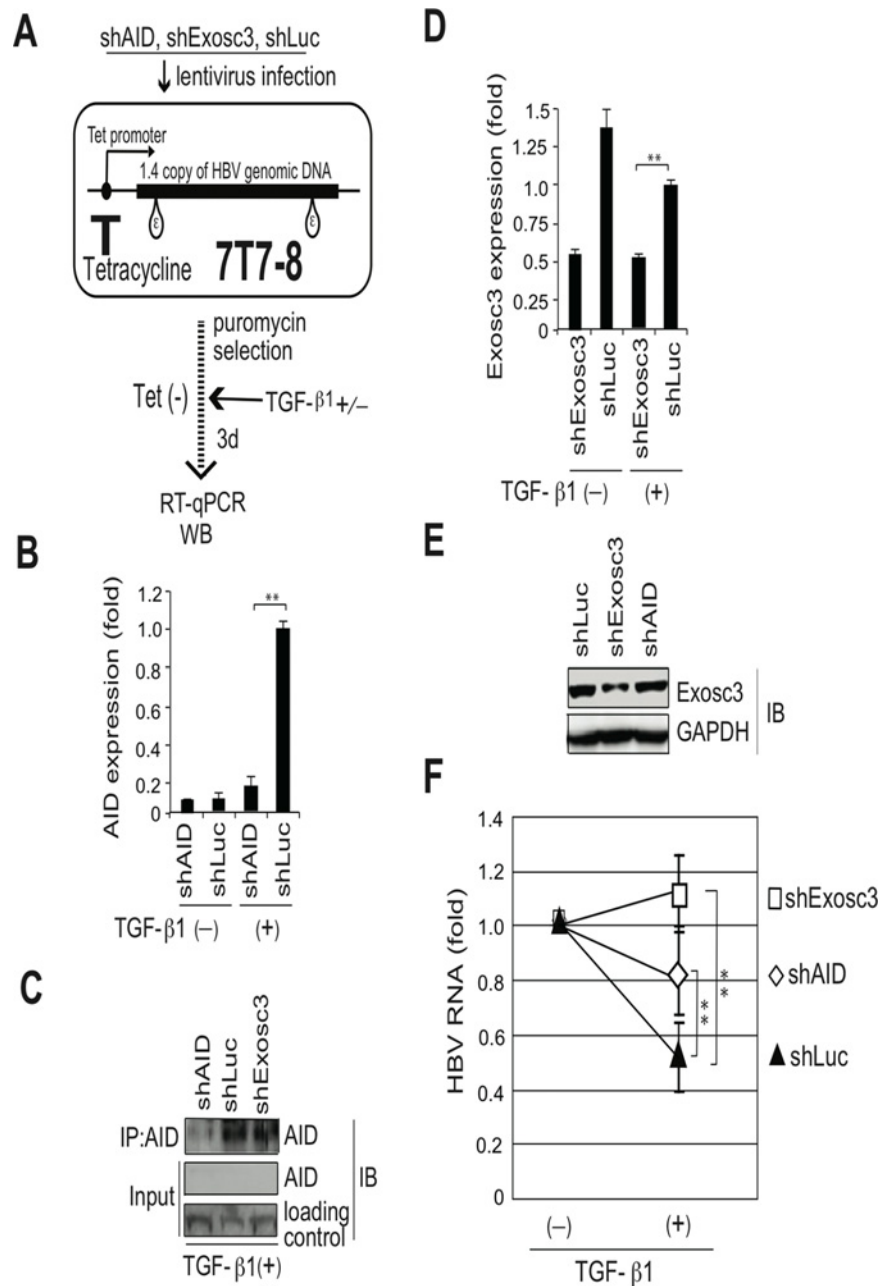 A
shAID, shExosc3, shLuc
lentivirus infection
Tet promoter
1.4 copy of HBV genomic DNA
ε ε
T
Tetracycline 7T7-8
puromycin
selection
Tet (-)
TGF-β1 +/−
3d
RT-qPCR
WB
B
AID expression (fold)
1.2
1.0
0.8
0.6
0.4
0.2
0
**
shAID
shLuc
shAID
shLuc
TGF-β1 (−) (+)
C
shAID
shLuc
shExosc3
IP:AID AID
Input AID
loading
control
IB
TGF-β1(+)
D
Exosc3 expression (fold)
1.5
1.25
1.0
0.75
0.5
0.25
0
**
shExosc3
shLuc
shExosc3
shLuc
TGF- β1 (−) (+)
E
shLuc
shExosc3
shAID
Exosc3
GAPDH
IB
F
HBV RNA (fold)
1.4
1.2
1.0
0.8
0.6
0.4
0.2
0
**
**
shExosc3
shAID
shLuc
(−) (+)
TGF- β1